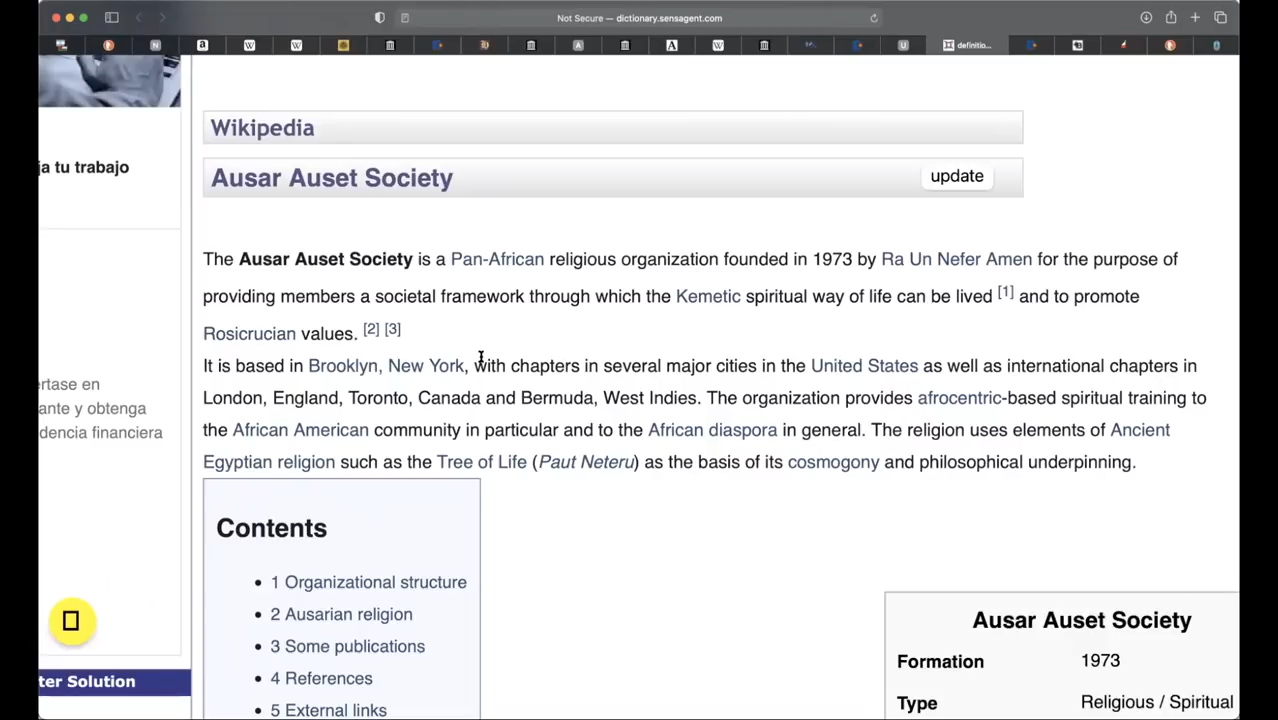 Not Secure — dictionary.sensagent.com
definitio...
ja tu trabajo
értase en
ante y obtenga
dencia financiera
ter Solution
Wikipedia
Ausar Auset Society
update
The Ausar Auset Society is a Pan-African religious organization founded in 1973 by Ra Un Nefer Amen for the purpose of
providing members a societal framework through which the Kemetic spiritual way of life can be lived [1] and to promote
Rosicrucian values. [2] [3]
It is based in Brooklyn, New York, with chapters in several major cities in the United States as well as international chapters in
London, England, Toronto, Canada and Bermuda, West Indies. The organization provides afrocentric-based spiritual training to
the African American community in particular and to the African diaspora in general. The religion uses elements of Ancient
Egyptian religion such as the Tree of Life (Paut Neteru) as the basis of its cosmogony and philosophical underpinning.
Contents
1 Organizational structure
2 Ausarian religion
3 Some publications
4 References
5 External links
Ausar Auset Society
Formation 1973
Type Religious / Spiritual